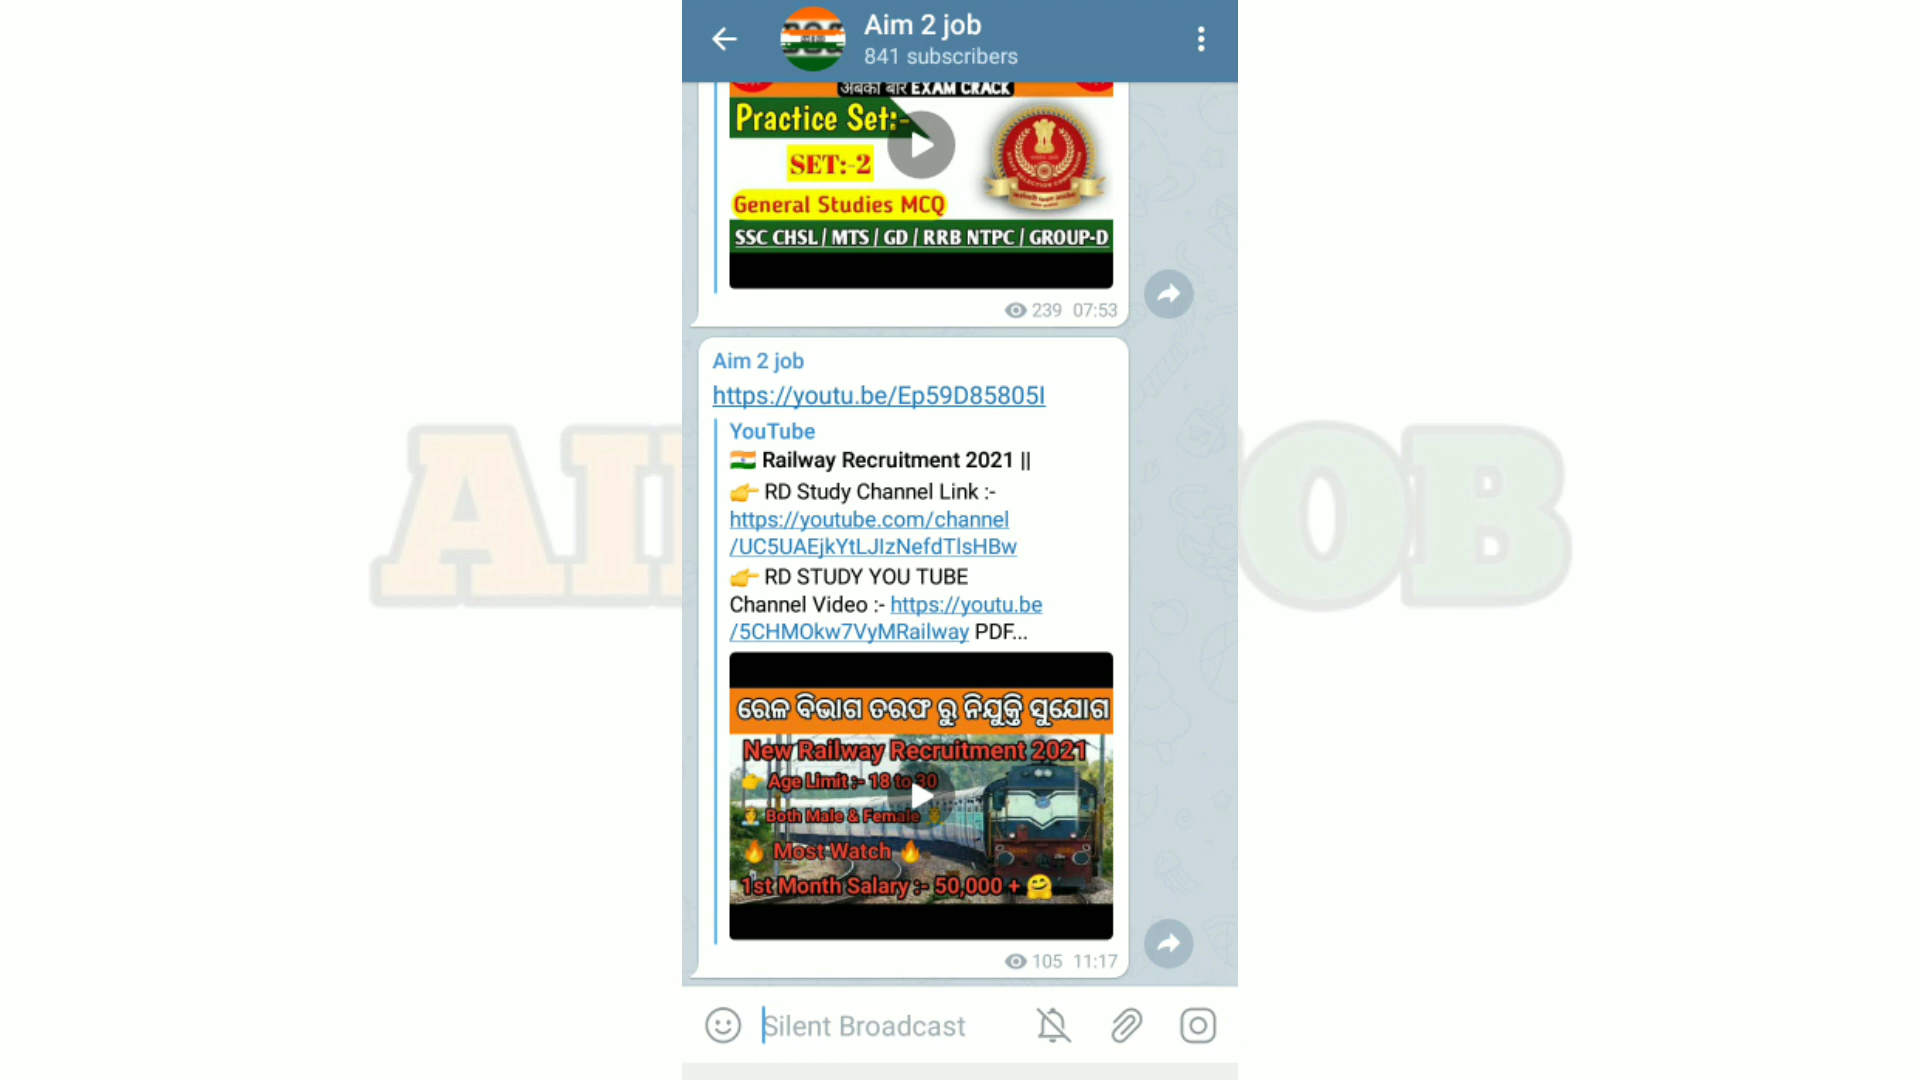 Aim 2 job
841 subscribers
अबकी बार EXAM CRACK
Practice Set:-
SET:-2
General Studies MCQ
SSC CHSL / MTS / GD / RRB NTPC / GROUP-D
239 07:53
Aim 2 job
https://youtu.be/Ep59D85805I
YouTube
🇮🇳 Railway Recruitment 2021 ||
👉 RD Study Channel Link :-
https://youtube.com/channel
/UC5UAEjkYtLJIzNefdTlsHBw
👉 RD STUDY YOU TUBE
Channel Video :- https://youtu.be
/5CHMOkw7VyMRailway PDF...
ରେଳ ବିଭାଗ ତରଫ ରୁ ନିଯୁକ୍ତି ସୁଯୋଗ
New Railway Recruitment 2021
👉 Age Limit :- 18 to 30
Both Male & Female
🔥 Most Watch 🔥
1st Month Salary :- 50,000 + 🤗
105 11:17
Silent Broadcast